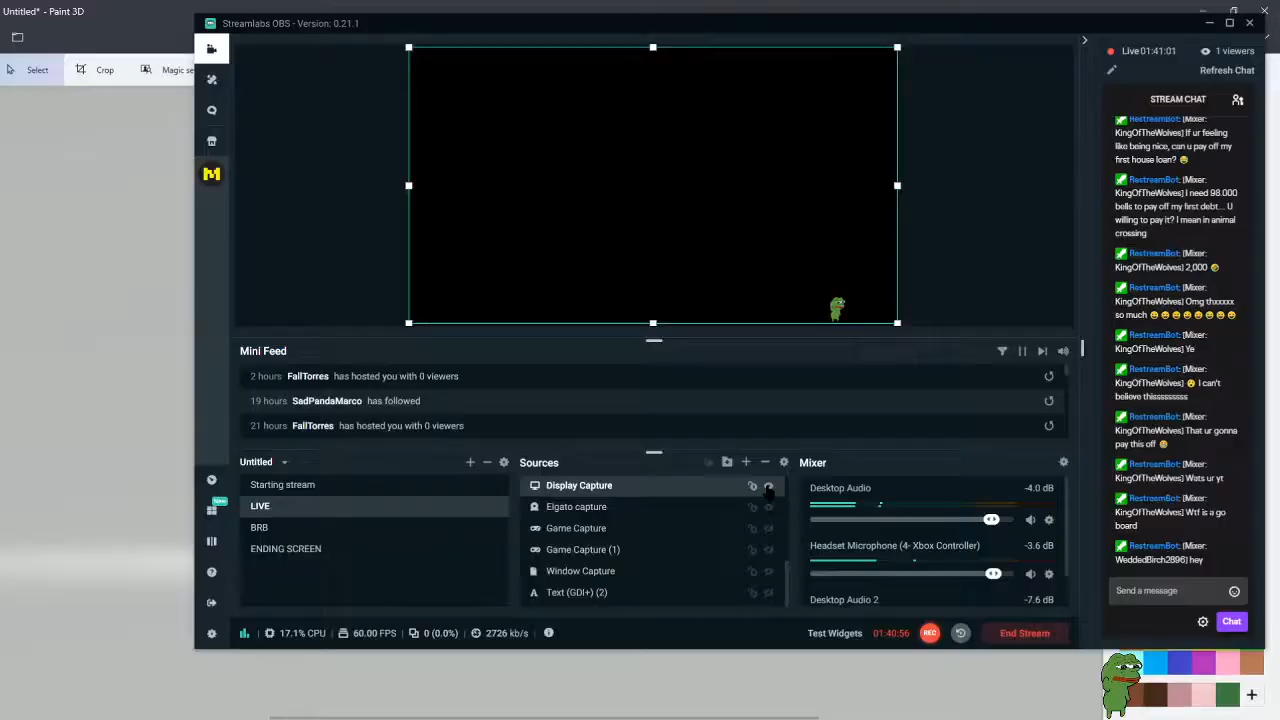 Untitled* - Paint 3D
Streamlabs OBS - Version: 0.21.1
Select
Crop
Magic se
Live 01:41:01
1 viewers
Refresh Chat
STREAM CHAT
RestreamBot: [Mixer:
KingOfTheWolves] If ur feeling
like being nice, can u pay off my
first house loan?
RestreamBot: [Mixer:
KingOfTheWolves] I need 98.000
bells to pay off my first debt... U
willing to pay it? I mean in animal
crossing
RestreamBot: [Mixer:
KingOfTheWolves] 2,000
RestreamBot: [Mixer:
KingOfTheWolves] Omg thxxxxx
so much
RestreamBot: [Mixer:
KingOfTheWolves] Ye
RestreamBot: [Mixer:
KingOfTheWolves] I can't
believe thisssssssss
RestreamBot: [Mixer:
KingOfTheWolves] That ur gonna
pay this off
RestreamBot: [Mixer:
KingOfTheWolves] Wats ur yt
RestreamBot: [Mixer:
KingOfTheWolves] Wtf is a go
board
RestreamBot: [Mixer:
WeddedBirch2896] hey
Send a message
Chat
Mini Feed
2 hours FallTorres has hosted you with 0 viewers
19 hours SadPandaMarco has followed
21 hours FallTorres has hosted you with 0 viewers
Untitled
Starting stream
LIVE
BRB
ENDING SCREEN
New
Sources
Display Capture
Elgato capture
Game Capture
Game Capture (1)
Window Capture
Text (GDI+) (2)
Mixer
Desktop Audio -4.0 dB
Headset Microphone (4- Xbox Controller) -3.6 dB
Desktop Audio 2 -7.6 dB
17.1% CPU
60.00 FPS
0 (0.0%)
2726 kb/s
Test Widgets
01:40:56
REC
End Stream